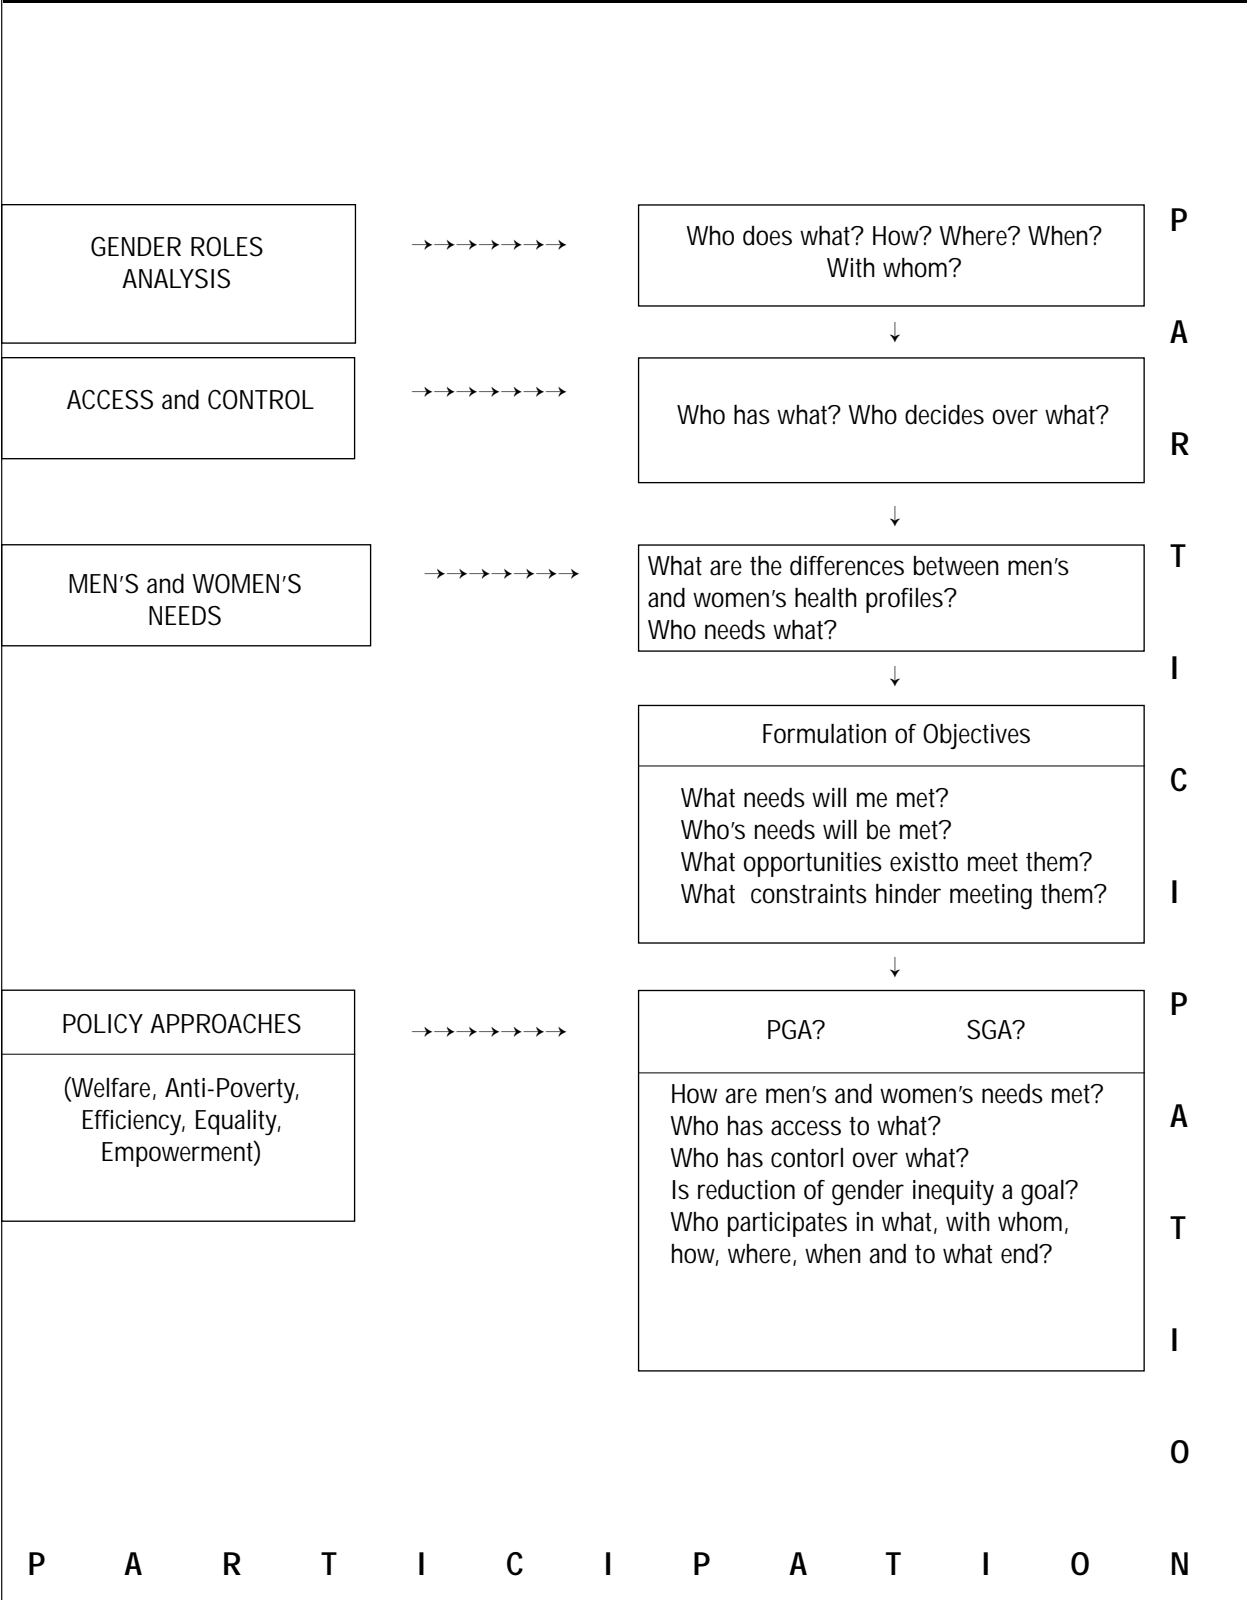 GENDER ROLES
ANALYSIS
→→→→→→→
Who does what? How? Where? When?
With whom?
↓
ACCESS and CONTROL
→→→→→→→
Who has what? Who decides over what?
↓
MEN’S and WOMEN’S
NEEDS
→→→→→→→
What are the differences between men’s
and women’s health profiles?
Who needs what?
↓
Formulation of Objectives
What needs will me met?
Who’s needs will be met?
What opportunities existto meet them?
What  constraints hinder meeting them?
↓
POLICY APPROACHES
(Welfare, Anti-Poverty,
Efficiency, Equality,
Empowerment)
→→→→→→→
PGA? SGA?
How are men’s and women’s needs met?
Who has access to what?
Who has contorl over what?
Is reduction of gender inequity a goal?
Who participates in what, with whom,
how, where, when and to what end?
P
A
R
T
I
C
I
P
A
T
I
O
P A R T I C I P A T I O N